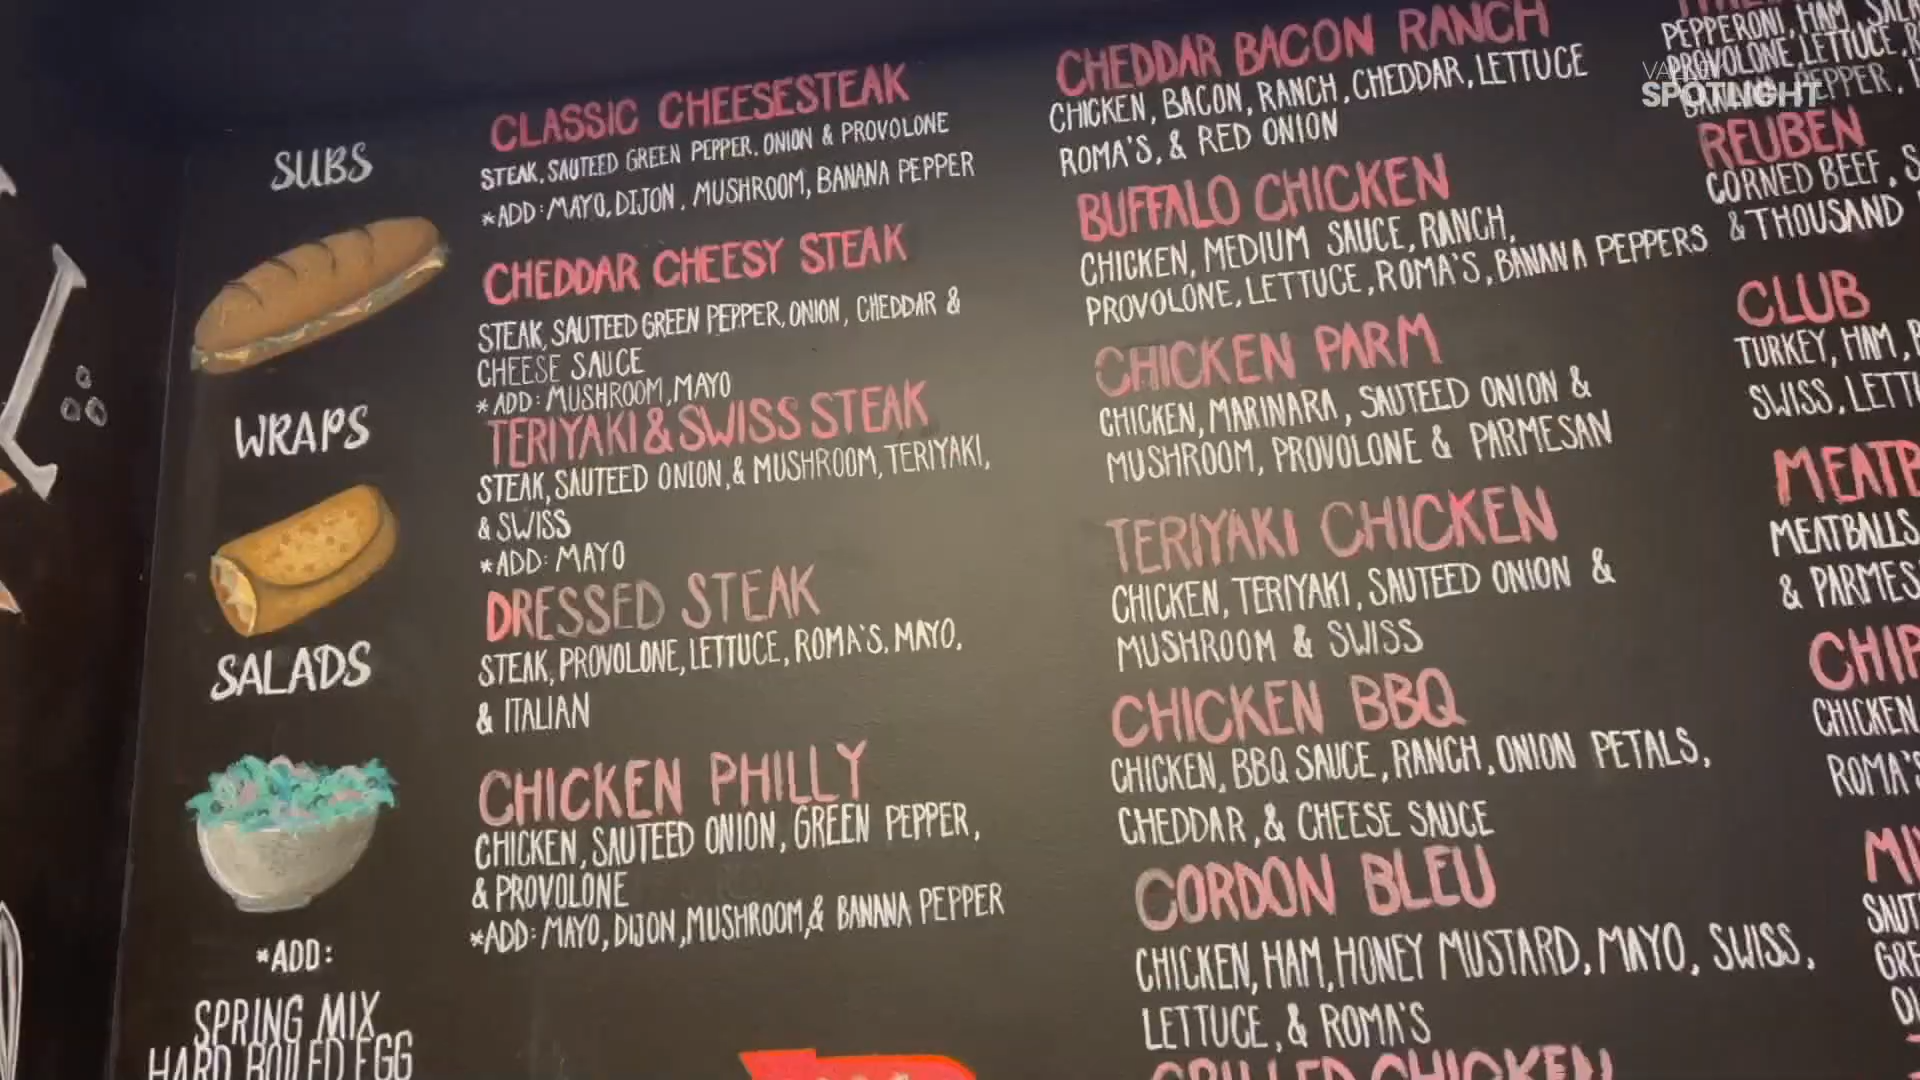 SUBS
WRAPS
SALADS
*ADD:
SPRING MIX
HARD BOILED EGG
CLASSIC CHEESESTEAK
STEAK, SAUTEED GREEN PEPPER, ONION & PROVOLONE
*ADD: MAYO, DIJON, MUSHROOM, BANANA PEPPER
CHEDDAR CHEESY STEAK
STEAK, SAUTEED GREEN PEPPER, ONION, CHEDDAR &
CHEESE SAUCE
*ADD: MUSHROOM, MAYO
TERIYAKI & SWISS STEAK
STEAK, SAUTEED ONION, & MUSHROOM, TERIYAKI,
& SWISS
*ADD: MAYO
DRESSED STEAK
STEAK, PROVOLONE, LETTUCE, ROMA'S, MAYO,
& ITALIAN
CHICKEN PHILLY
CHICKEN, SAUTEED ONION, GREEN PEPPER,
& PROVOLONE
*ADD: MAYO, DIJON, MUSHROOM, & BANANA PEPPER
CHEDDAR BACON RANCH
CHICKEN, BACON, RANCH, CHEDDAR, LETTUCE
ROMA'S, & RED ONION
BUFFALO CHICKEN
CHICKEN, MEDIUM SAUCE, RANCH,
PROVOLONE, LETTUCE, ROMA'S, BANANA PEPPERS
CHICKEN PARM
CHICKEN, MARINARA, SAUTEED ONION &
MUSHROOM, PROVOLONE & PARMESAN
TERIYAKI CHICKEN
CHICKEN, TERIYAKI, SAUTEED ONION &
MUSHROOM & SWISS
CHICKEN BBQ
CHICKEN, BBQ SAUCE, RANCH, ONION PETALS,
CHEDDAR, & CHEESE SAUCE
CORDON BLEU
CHICKEN, HAM, HONEY MUSTARD, MAYO, SWISS,
LETTUCE, & ROMA'S
GRILLED CHICKEN
PEPPERONI, HAM,
PROVOLONE, LETTUCE,
PEPPER,
REUBEN
CORNED BEEF,
& THOUSAND
CLUB
TURKEY, HAM,
SWISS,
MEATBALLS
&
CHICKEN
ROMA'S
VALLEY
SPOTLIGHT